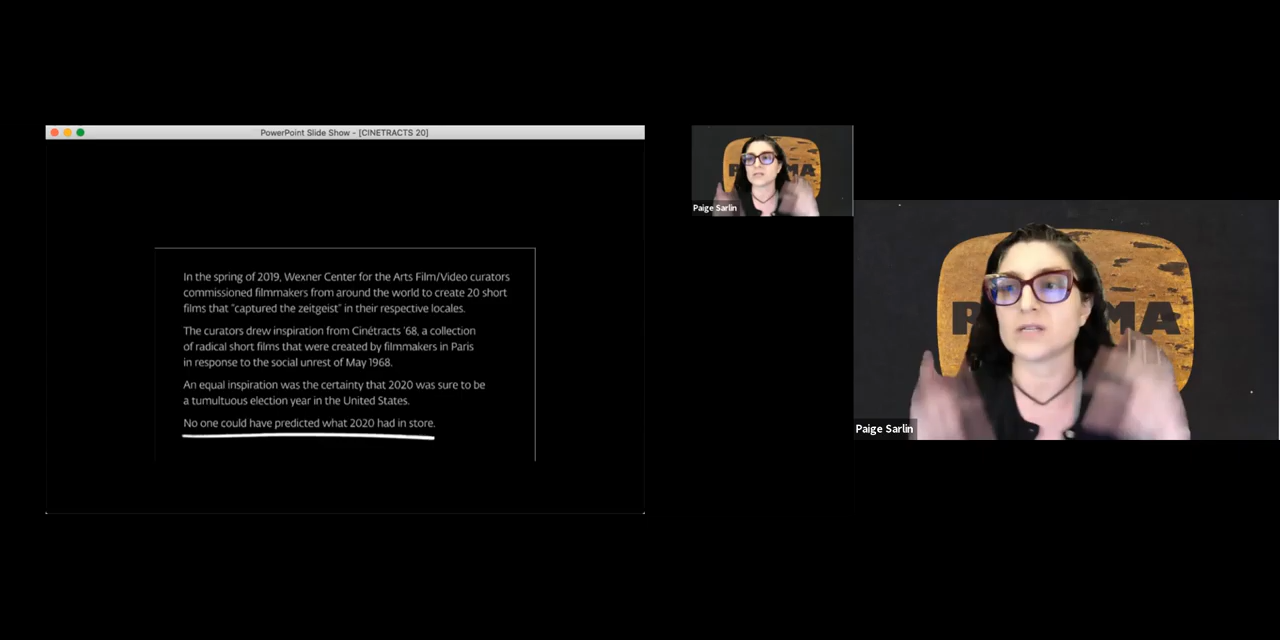 PowerPoint Slide Show - [CINETRACTS 20]
In the spring of 2019, Wexner Center for the Arts Film/Video curators
commissioned filmmakers from around the world to create 20 short
films that "captured the zeitgeist" in their respective locales.
The curators drew inspiration from Cinétracts '68, a collection
of radical short films that were created by filmmakers in Paris
in response to the social unrest of May 1968.
An equal inspiration was the certainty that 2020 was sure to be
a tumultuous election year in the United States.
No one could have predicted what 2020 had in store.
Paige Sarlin
Paige Sarlin